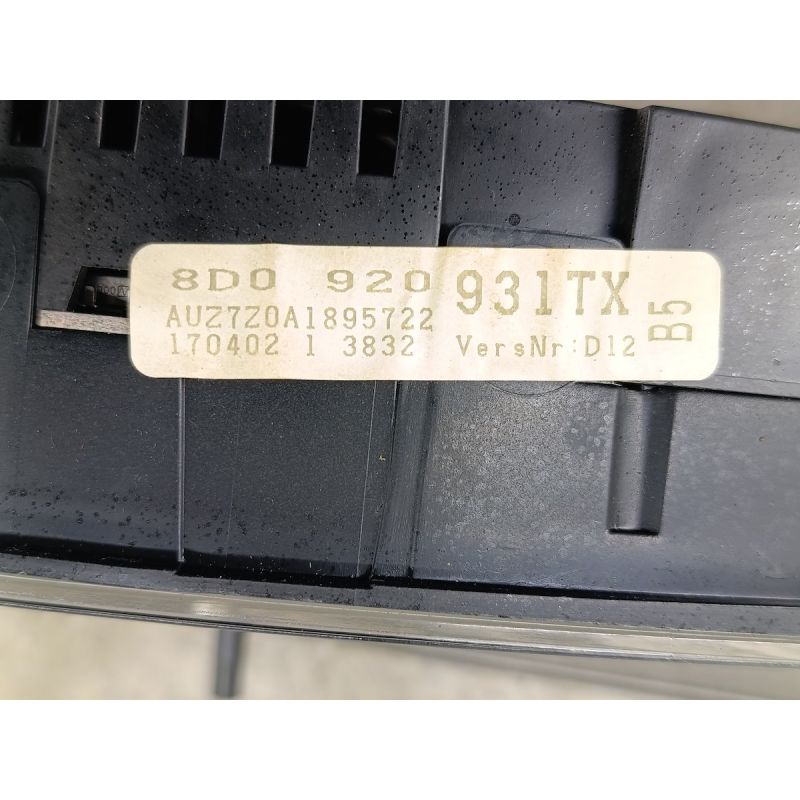 8D0 920 931TX
AUZ7Z0A1895722
170402 1 3832 VersNr:D12
B5